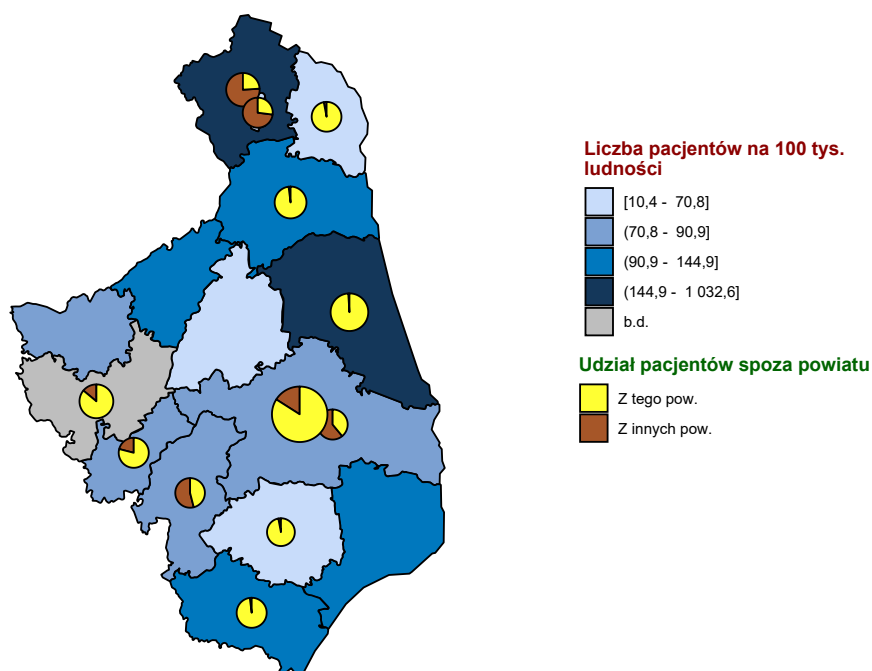 Liczba pacjentów na 100 tys.
ludności
[10,4 - 70,8]
(70,8 - 90,9]
(90,9 - 144,9]
(144,9 - 1 032,6]
b.d.
Udział pacjentów spoza powiatu
Z tego pow.
Z innych pow.